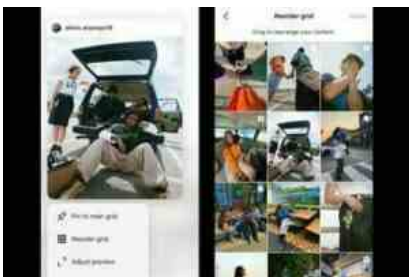 Pin to main grid
Reorder grid
Adjust preview
Reorder grid
Drag to rearrange your content.